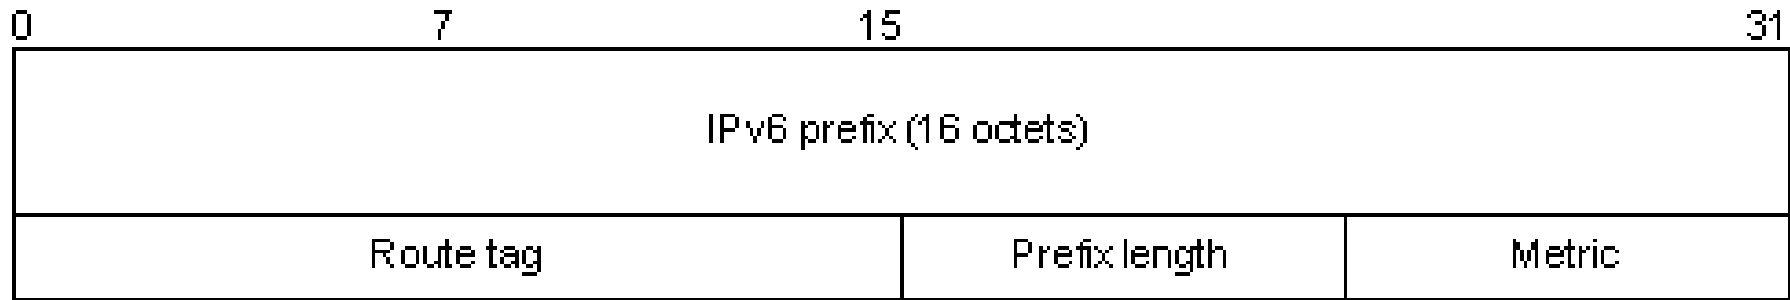 0 7 15 31
IPv6 prefix (16 octets)
Route tag Prefix length Metric